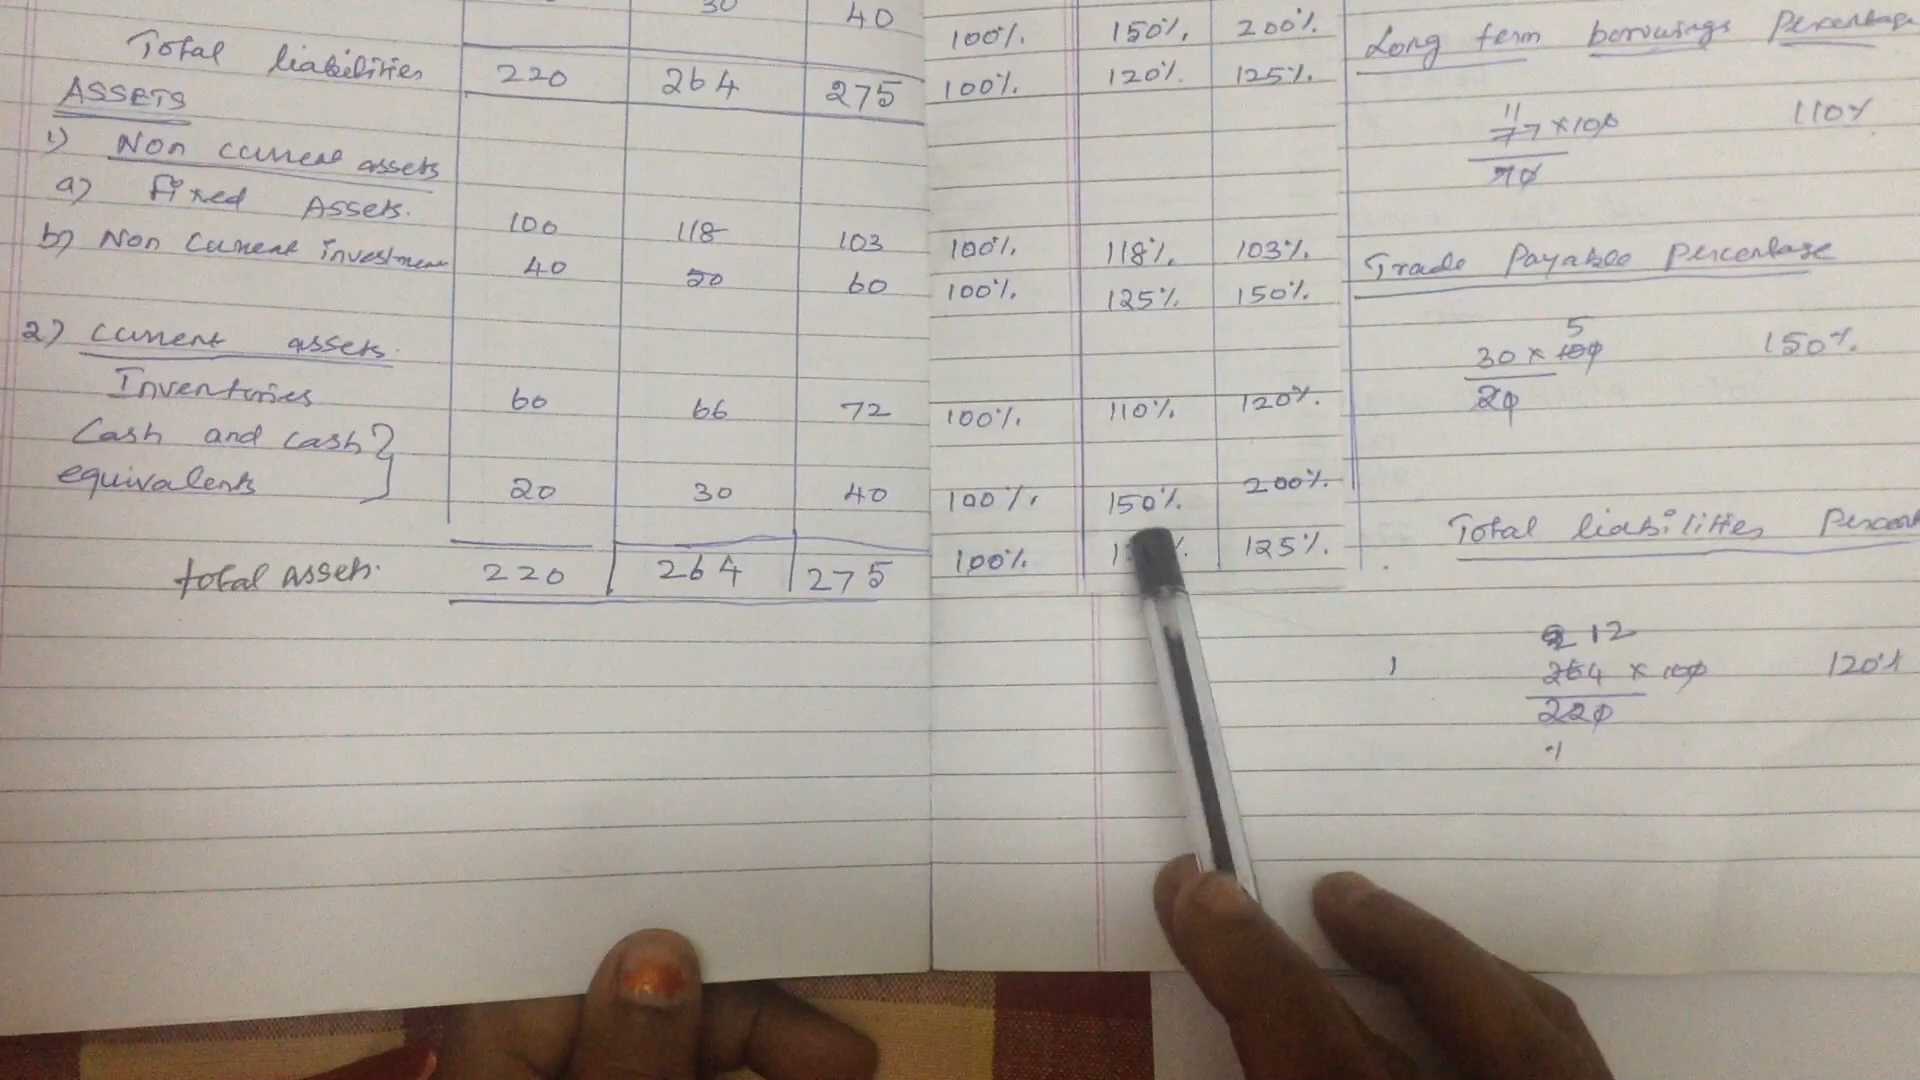 30 40 100%. 150%. 200%.
Total liabilities 220 264 275 100%. 120%. 125%.
ASSETS
1) Non current assets
a) Fixed Assets. 100 118 103 100%. 118%. 103%.
b) Non current investment 40 50 60 100%. 125%. 150%.
2) Current assets.
Inventories 60 66 72 100%. 110%. 120%.
Cash and cash }
equivalents 20 30 40 100%. 150%. 200%.
total assets. 220 264 275 100%. 125%.
Long term borrowings Percentage
11
77 x 100 110%
70
Trade Payable percentage
5
30 x 100 150%.
20
Total liabilities
12
264 x 100 120%
220